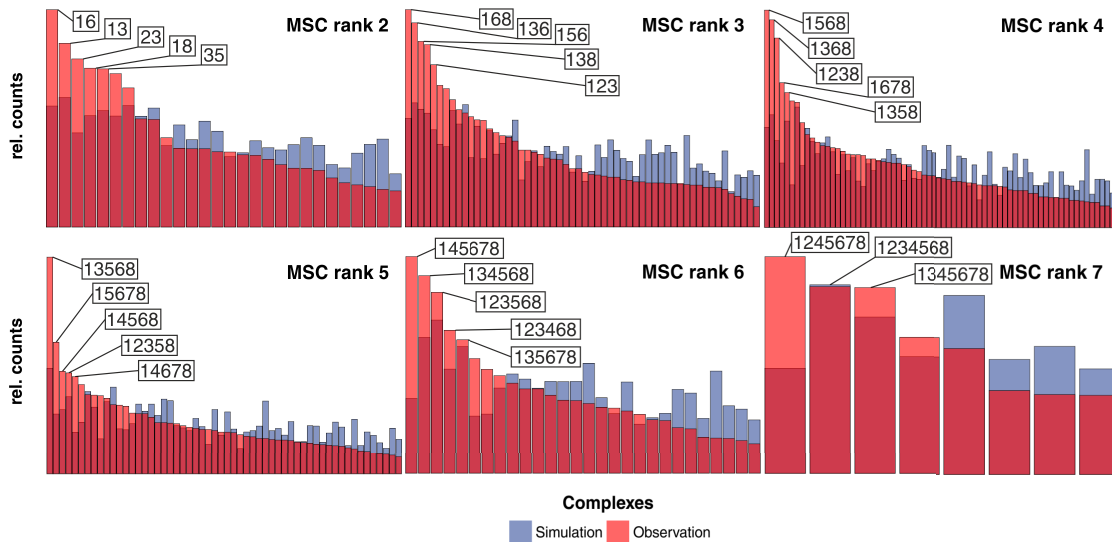 MSC rank 2
16
13
23
18
35
MSC rank 3
168
136
156
138
123
MSC rank 4
1568
1368
1238
1678
1358
rel. counts
MSC rank 5
13568
15678
14568
12358
14678
MSC rank 6
145678
134568
123568
123468
135678
MSC rank 7
1245678
1234568
1345678
rel. counts
Complexes
Simulation
Observation